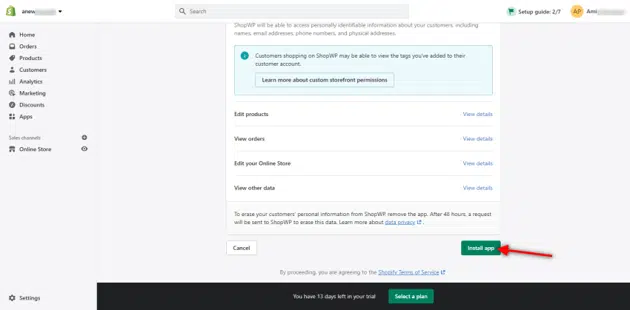 anew
Search
Setup guide: 2/7
AP
Ami
Home
Orders
Products
Customers
Analytics
Marketing
Discounts
Apps
Sales channels
Online Store
Settings
ShopWP will be able to access personally identifiable information about your customers, including
names, email addresses, phone numbers, and physical addresses.
Customers shopping on ShopWP may be able to view the tags you've added to their
customer account.
Learn more about custom storefront permissions
Edit products View details
View orders View details
Edit your Online Store View details
View other data View details
To erase your customers' personal information from ShopWP remove the app. After 48 hours, a request
will be sent to ShopWP to erase this data. Learn more about data privacy .
Cancel Install app
By proceeding, you are agreeing to the Shopify Terms of Service
You have 13 days left in your trial Select a plan